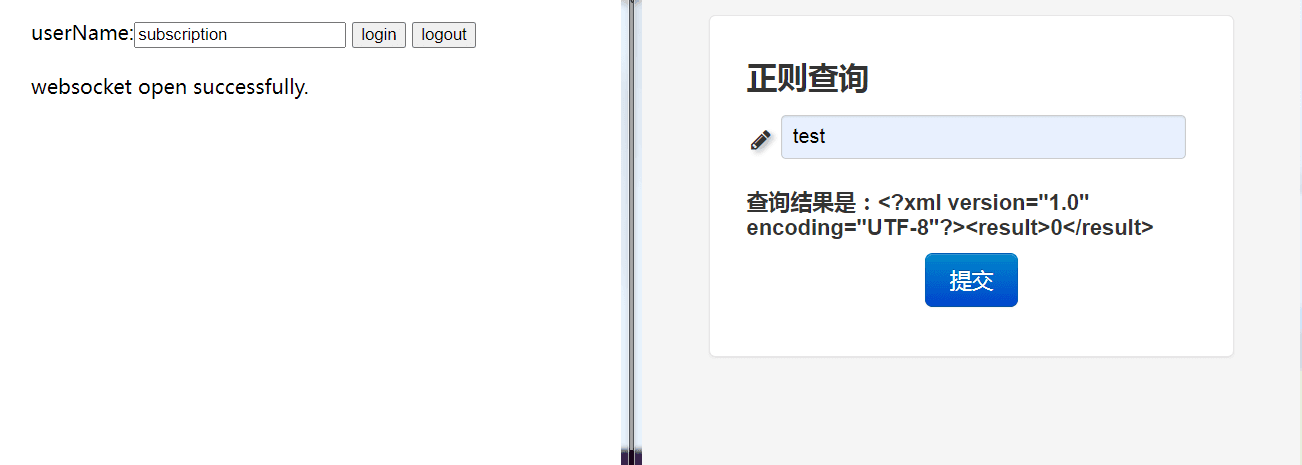 userName:subscription login logout
websocket open successfully.
正则查询
test
查询结果是：<?xml version="1.0"
encoding="UTF-8"?><result>0</result>
提交